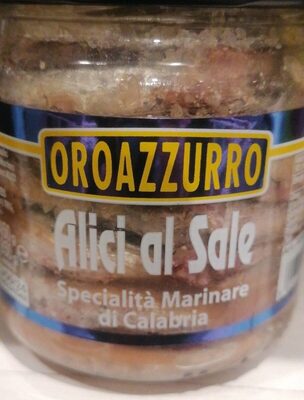 OROAZZURRO
Alici al Sale
Specialità Marinare
di Calabria